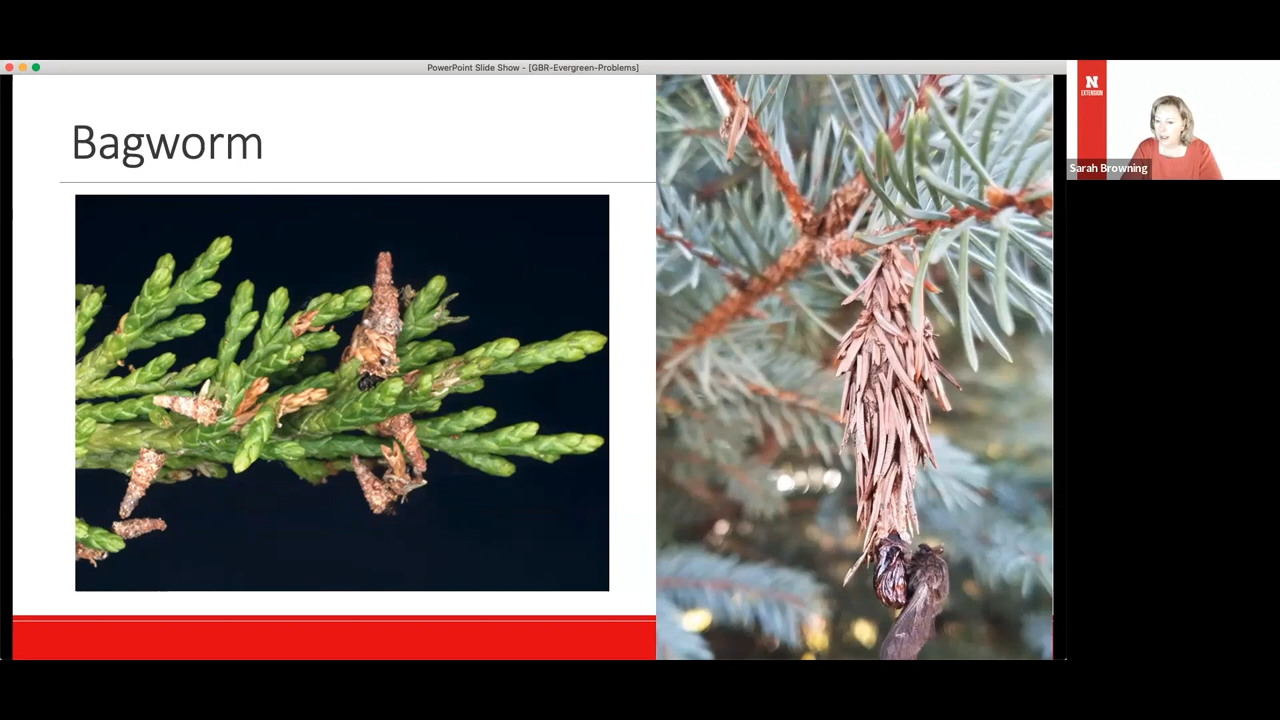 PowerPoint Slide Show - [GBR-Evergreen-Problems]
Bagworm
N
EXTENSION
Sarah Browning